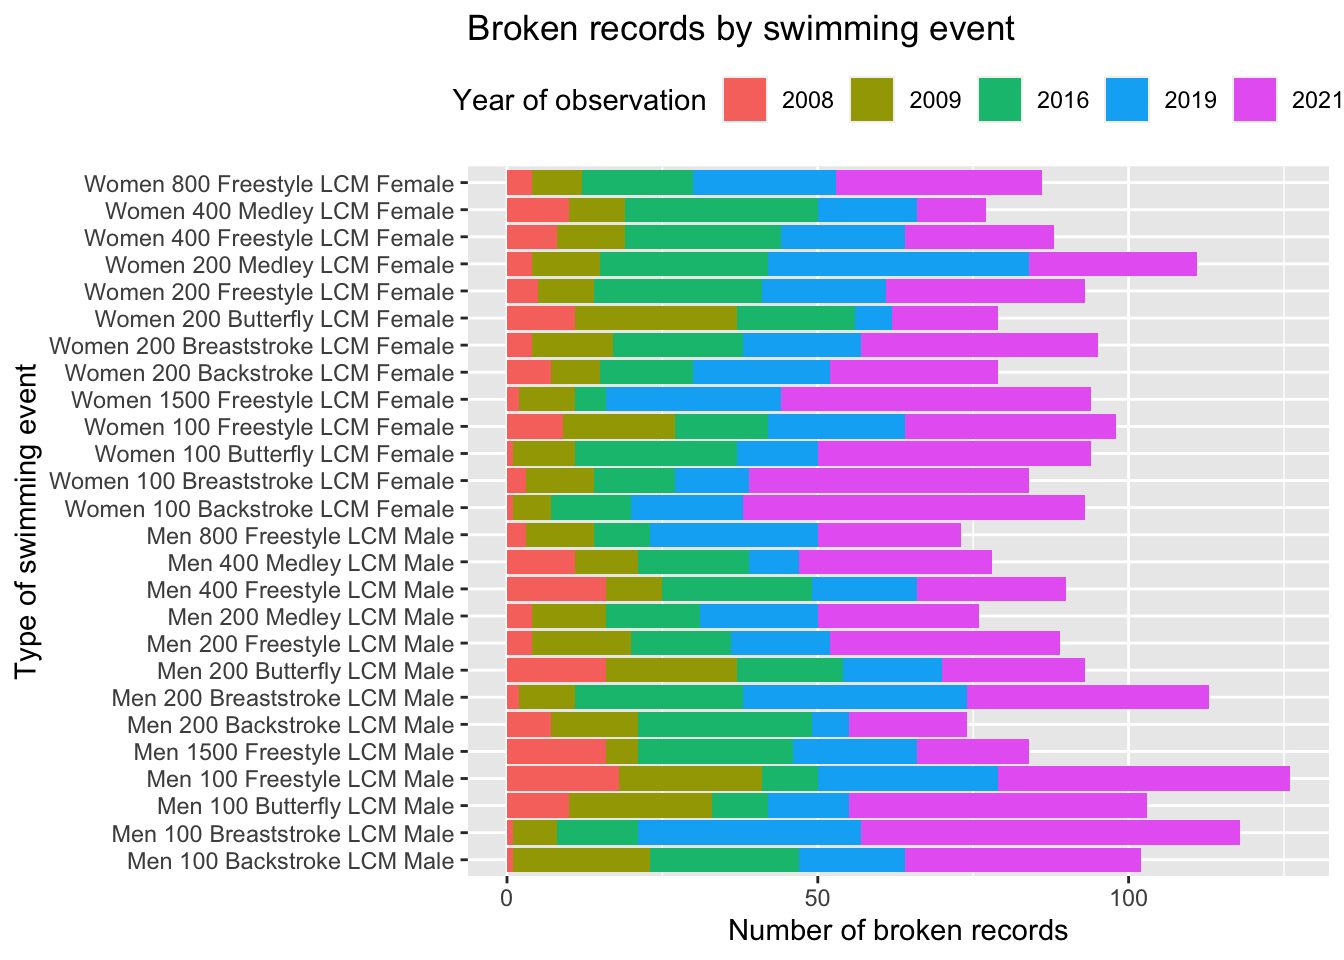 Broken records by swimming event
Year of observation 2008 2009 2016 2019 2021
Women 800 Freestyle LCM Female
Women 400 Medley LCM Female
Women 400 Freestyle LCM Female
Women 200 Medley LCM Female
Women 200 Freestyle LCM Female
Women 200 Butterfly LCM Female
Women 200 Breaststroke LCM Female
Women 200 Backstroke LCM Female
Women 1500 Freestyle LCM Female
Women 100 Freestyle LCM Female
Women 100 Butterfly LCM Female
Women 100 Breaststroke LCM Female
Women 100 Backstroke LCM Female
Men 800 Freestyle LCM Male
Men 400 Medley LCM Male
Men 400 Freestyle LCM Male
Men 200 Medley LCM Male
Men 200 Freestyle LCM Male
Men 200 Butterfly LCM Male
Men 200 Breaststroke LCM Male
Men 200 Backstroke LCM Male
Men 1500 Freestyle LCM Male
Men 100 Freestyle LCM Male
Men 100 Butterfly LCM Male
Men 100 Breaststroke LCM Male
Men 100 Backstroke LCM Male
Type of swimming event
0 50 100
Number of broken records